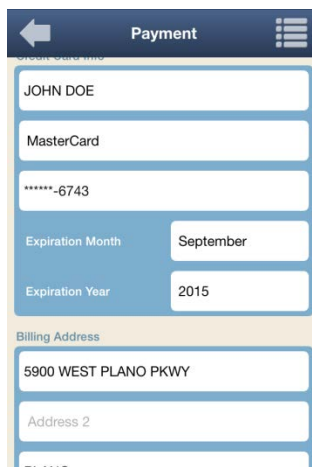 Payment
Credit Card Info
JOHN DOE
MasterCard
******-6743
Expiration Month September
Expiration Year 2015
Billing Address
5900 WEST PLANO PKWY
Address 2
PLANO